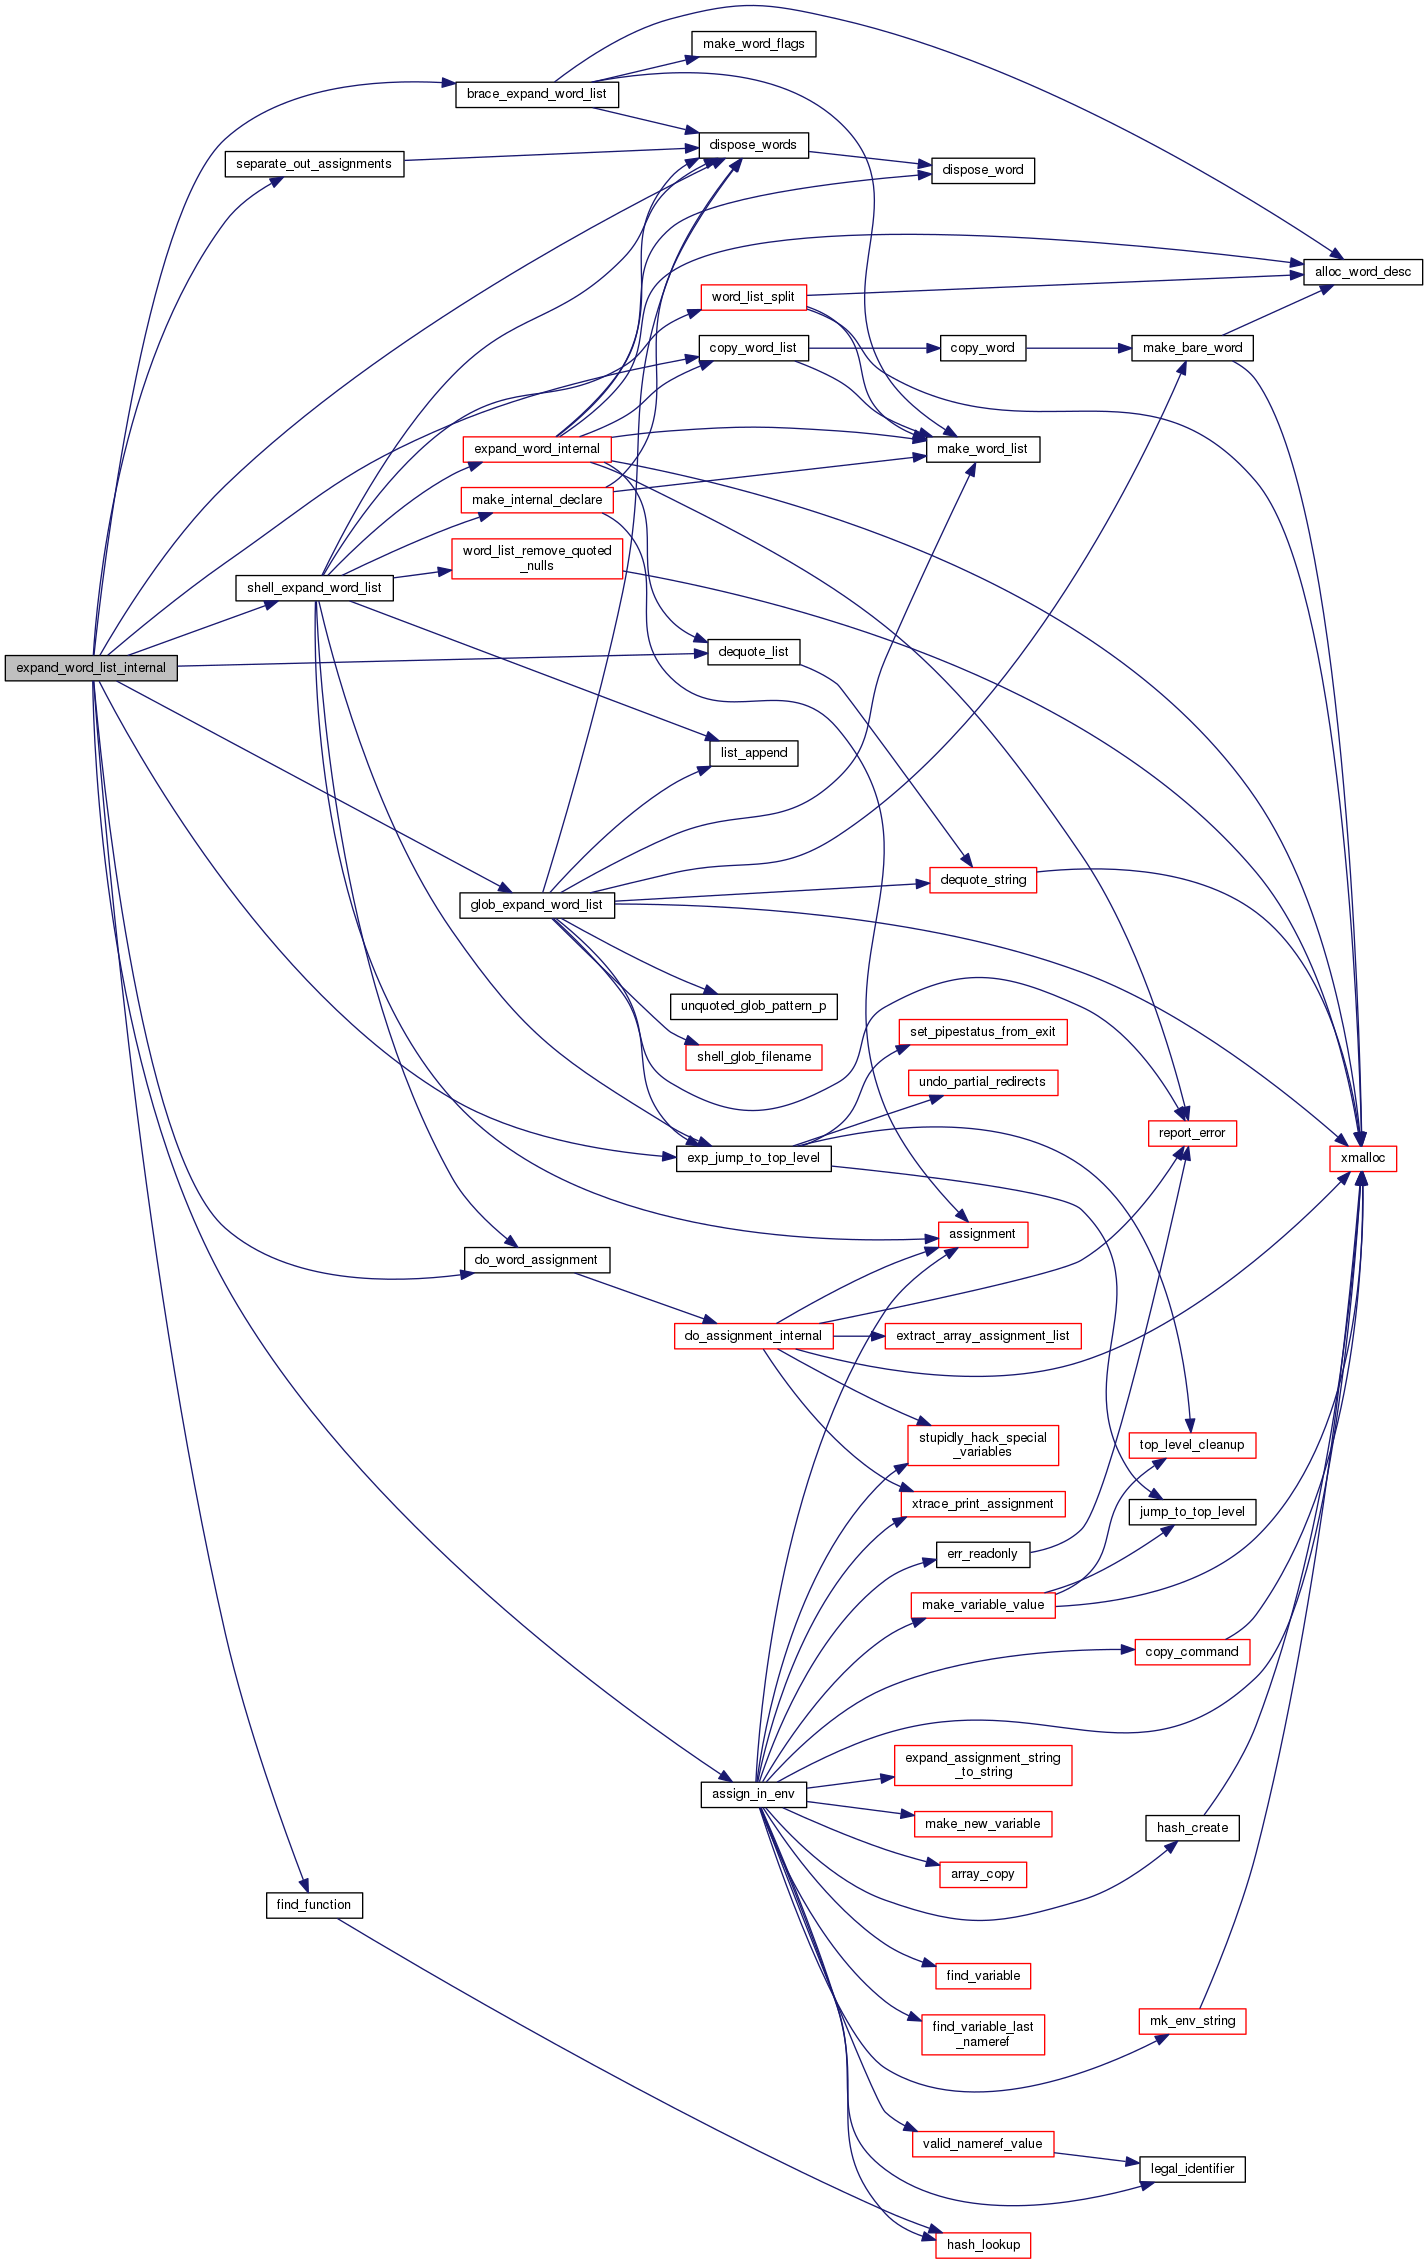 make_word_flags
brace_expand_word_list
dispose_words
separate_out_assignments
dispose_word
alloc_word_desc
word_list_split
copy_word_list
copy_word
make_bare_word
expand_word_internal
make_word_list
make_internal_declare
word_list_remove_quoted
_nulls
shell_expand_word_list
dequote_list
expand_word_list_internal
list_append
dequote_string
glob_expand_word_list
unquoted_glob_pattern_p
set_pipestatus_from_exit
shell_glob_filename
undo_partial_redirects
report_error
exp_jump_to_top_level
xmalloc
assignment
do_word_assignment
do_assignment_internal
extract_array_assignment_list
stupidly_hack_special
_variables
top_level_cleanup
xtrace_print_assignment
jump_to_top_level
err_readonly
make_variable_value
copy_command
expand_assignment_string
_to_string
assign_in_env
make_new_variable
hash_create
array_copy
find_function
find_variable
mk_env_string
find_variable_last
_nameref
valid_nameref_value
legal_identifier
hash_lookup